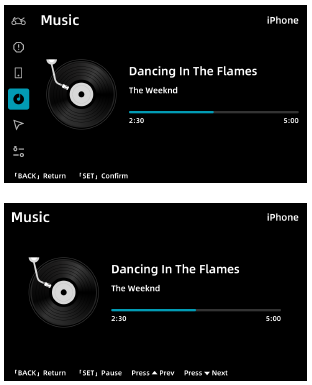 Music
iPhone
Dancing In The Flames
The Weeknd
2:30 5:00
「BACK」Return 「SET」Confirm
Music
iPhone
Dancing In The Flames
The Weeknd
2:30 5:00
「BACK」Return 「SET」Pause Press ▲ Prev Press ▼ Next